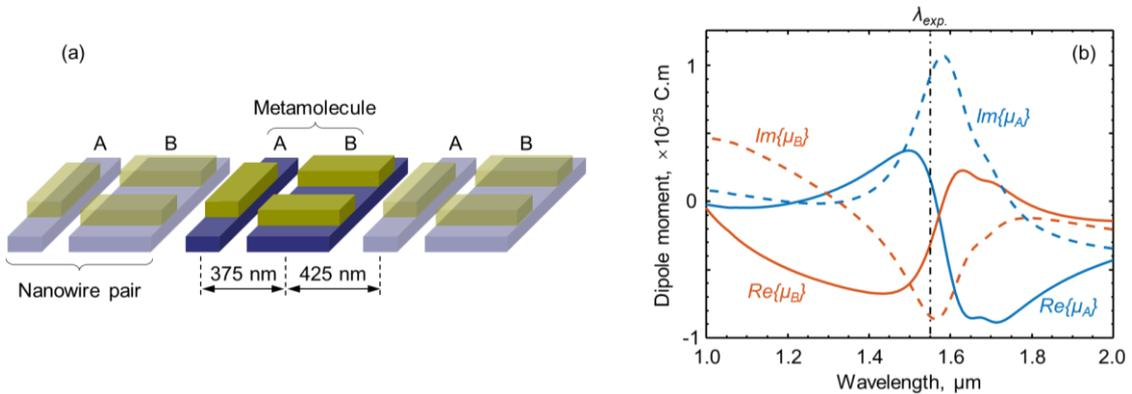 (a)
Metamolecule
A B A B A B
375 nm 425 nm
Nanowire pair
λexp.
(b)
1
0
-1
Dipole moment, ×10-25 C.m
Im{μB}
Im{μA}
Re{μB}
Re{μA}
1.0 1.2 1.4 1.6 1.8 2.0
Wavelength, μm